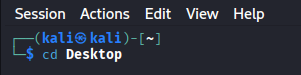 Session Actions Edit View Help
┌──(kali㉿kali)-[~]
└─$ cd Desktop